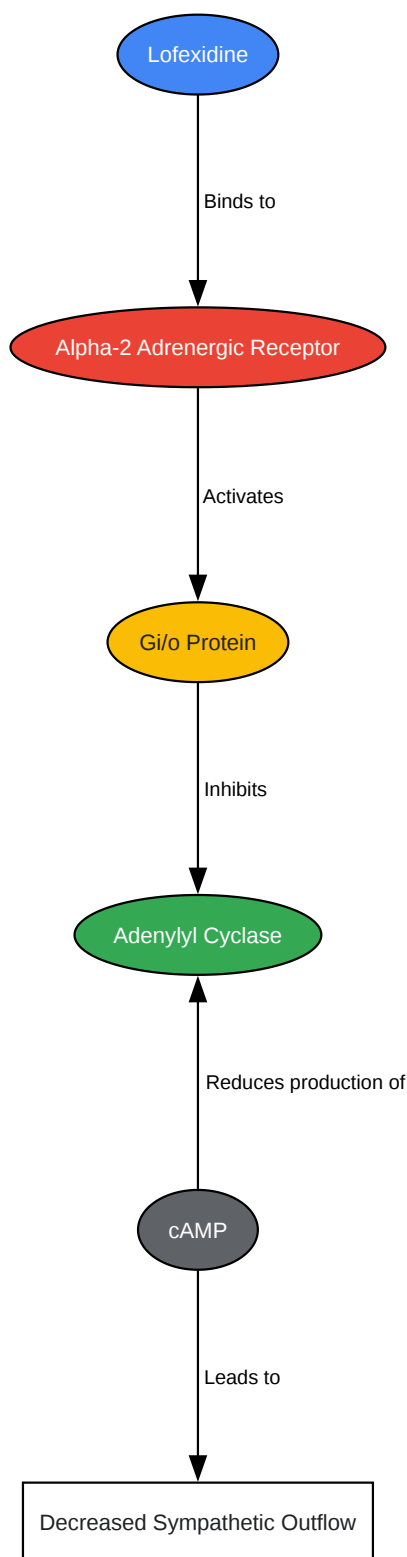 Lofexidine
Binds to
Alpha-2 Adrenergic Receptor
Activates
Gi/o Protein
Inhibits
Adenylyl Cyclase
Reduces production of
cAMP
Leads to
Decreased Sympathetic Outflow